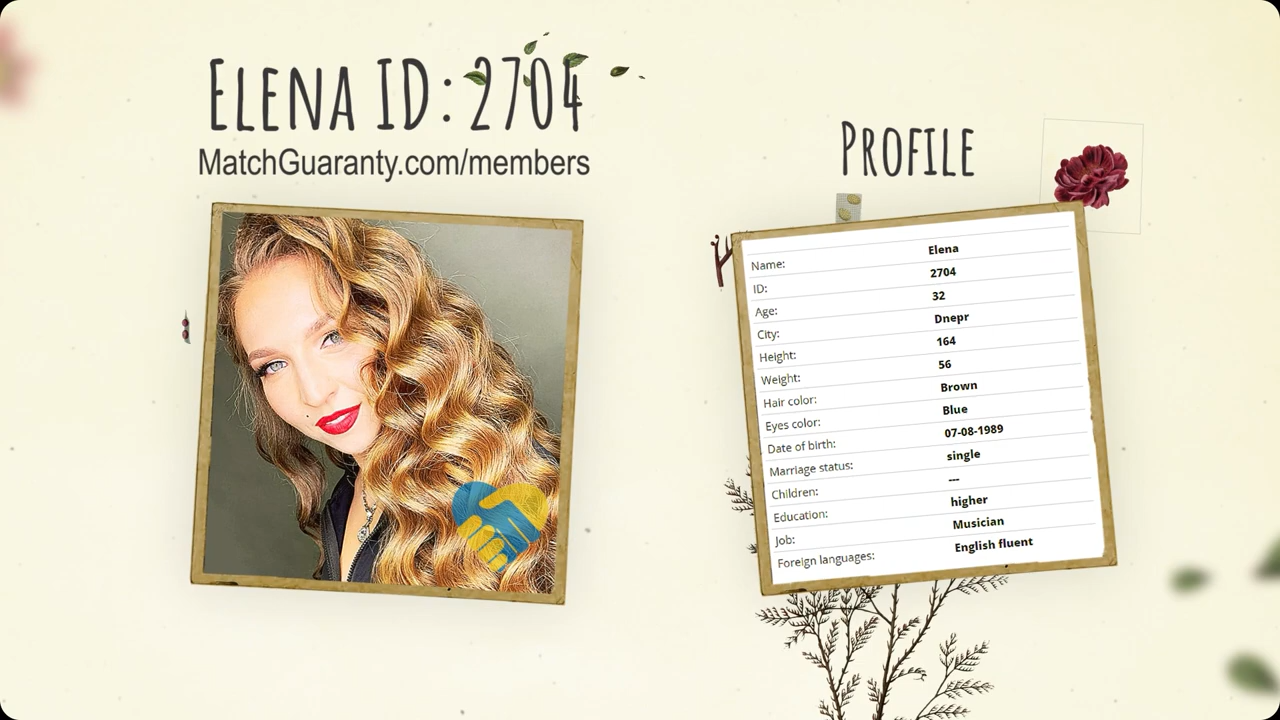 Elena ID: 2704
MatchGuaranty.com/members
Profile
Name: Elena
ID: 2704
Age: 32
City: Dnepr
Height: 164
Weight: 56
Hair color: Brown
Eyes color: Blue
Date of birth: 07-08-1989
Marriage status: single
Children: ---
Education: higher
Job: Musician
Foreign languages: English fluent